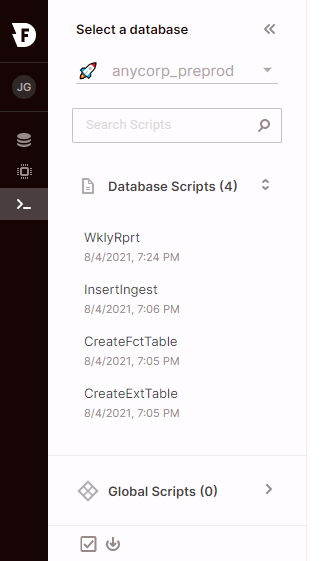 F
Select a database
JG
anycorp_preprod
Search Scripts
Database Scripts (4)
WklyRprt
8/4/2021, 7:24 PM
InsertIngest
8/4/2021, 7:06 PM
CreateFctTable
8/4/2021, 7:05 PM
CreateExtTable
8/4/2021, 7:05 PM
Global Scripts (0)